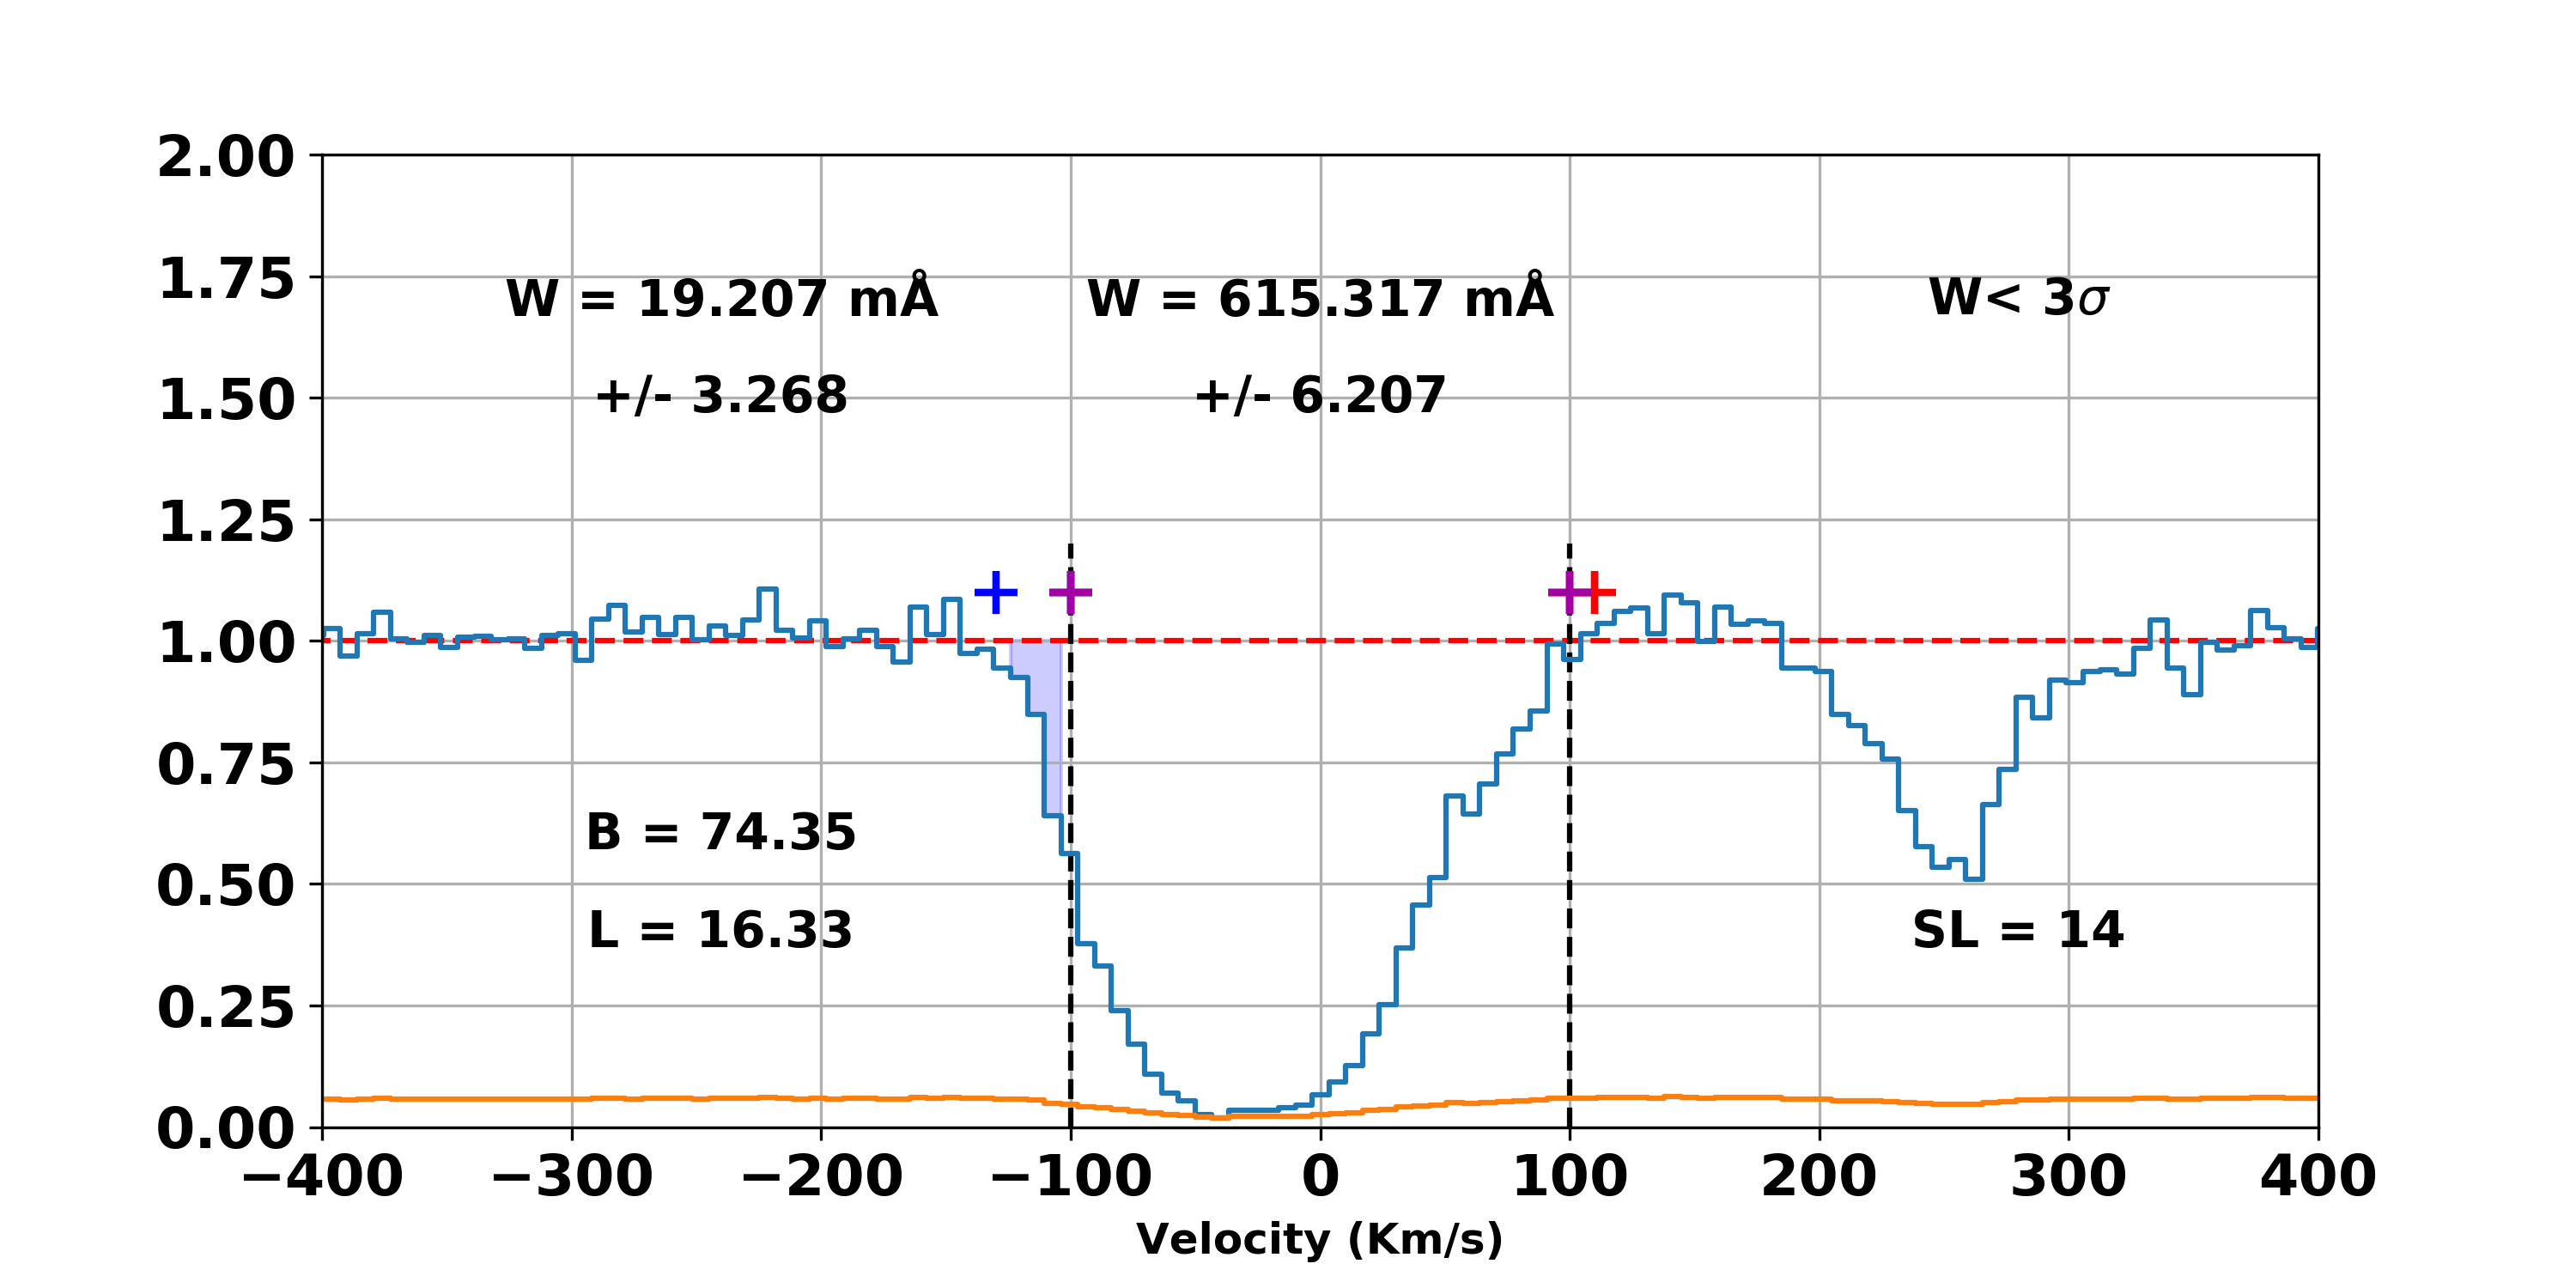 2.00
1.75
W = 19.207 mÅ W = 615.317 mÅ W< 3σ
1.50
+/- 3.268 +/- 6.207
1.25
1.00
0.75
B = 74.35
0.50
L = 16.33 SL = 14
0.25
0.00
−400 −300 −200 −100 0 100 200 300 400
Velocity (Km/s)